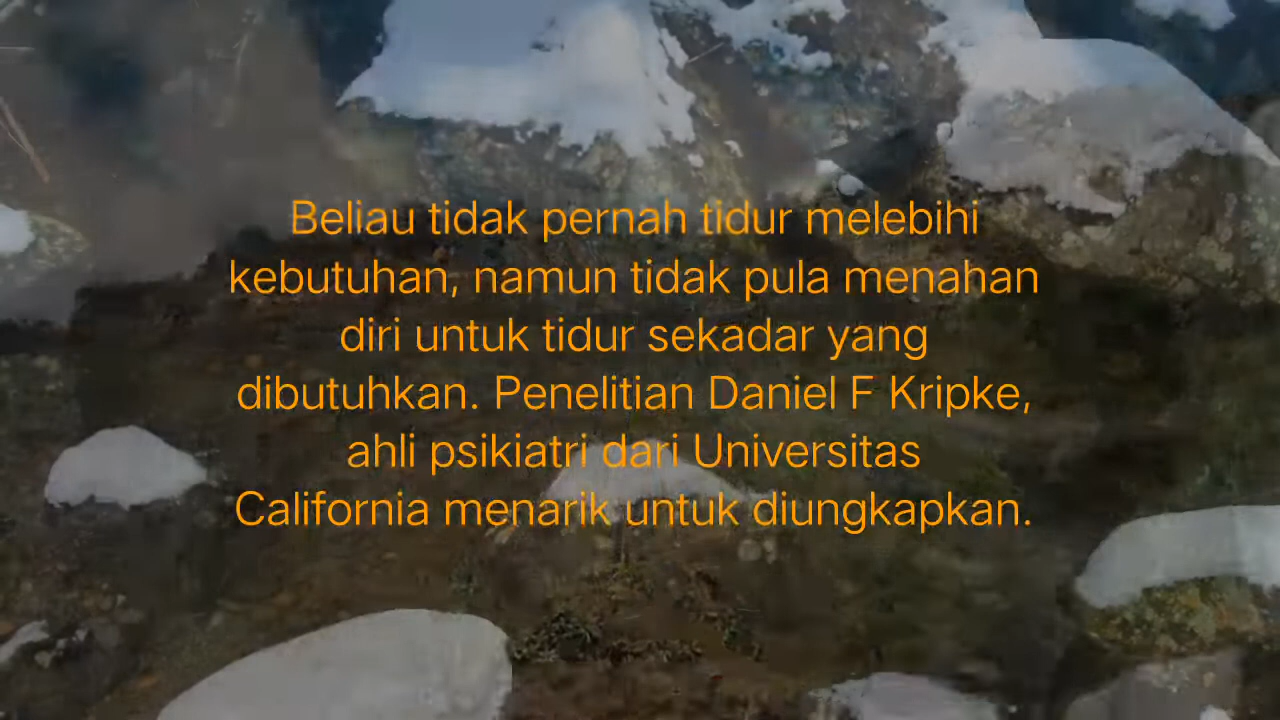 Beliau tidak pernah tidur melebihi
kebutuhan, namun tidak pula menahan
diri untuk tidur sekadar yang
dibutuhkan. Penelitian Daniel F Kripke,
ahli psikiatri dari Universitas
California menarik untuk diungkapkan.